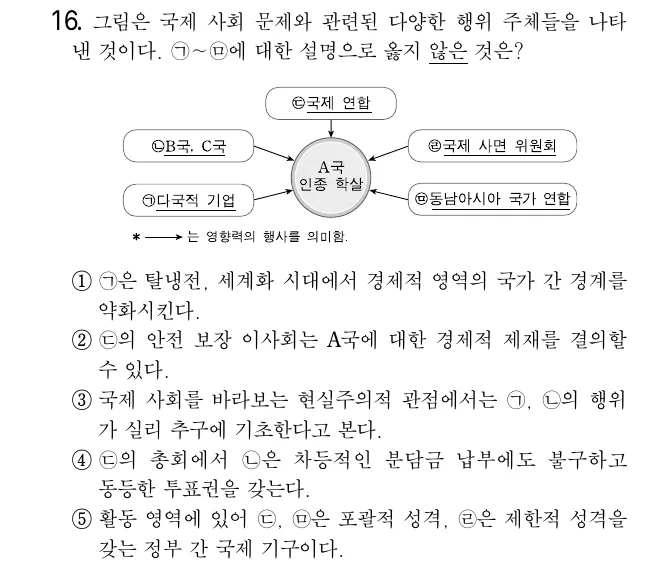 16. 그림은 국제 사회 문제와 관련된 다양한 행위 주체들을 나타
낸 것이다. ㉠~㉤에 대한 설명으로 옳지 않은 것은?
㉢국제 연합
㉡B국, C국
㉣국제 사면 위원회
A국
인종 학살
㉠다국적 기업
㉤동남아시아 국가 연합
* ⟶ 는 영향력의 행사를 의미함.
① ㉠은 탈냉전, 세계화 시대에서 경제적 영역의 국가 간 경계를
약화시킨다.
② ㉢의 안전 보장 이사회는 A국에 대한 경제적 제재를 결의할
수 있다.
③ 국제 사회를 바라보는 현실주의적 관점에서는 ㉠, ㉡의 행위
가 실리 추구에 기초한다고 본다.
④ ㉢의 총회에서 ㉡은 차등적인 분담금 납부에도 불구하고
동등한 투표권을 갖는다.
⑤ 활동 영역에 있어 ㉢, ㉤은 포괄적 성격, ㉣은 제한적 성격을
갖는 정부 간 국제 기구이다.